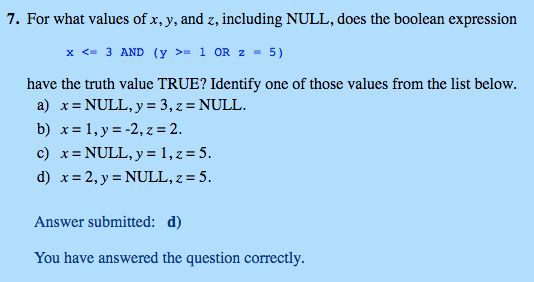 7. For what values of x, y, and z, including NULL, does the boolean expression
x <= 3 AND (y >= 1 OR z = 5)
have the truth value TRUE? Identify one of those values from the list below.
a) x = NULL, y = 3, z = NULL.
b) x = 1, y = -2, z = 2.
c) x = NULL, y = 1, z = 5.
d) x = 2, y = NULL, z = 5.
Answer submitted: d)
You have answered the question correctly.